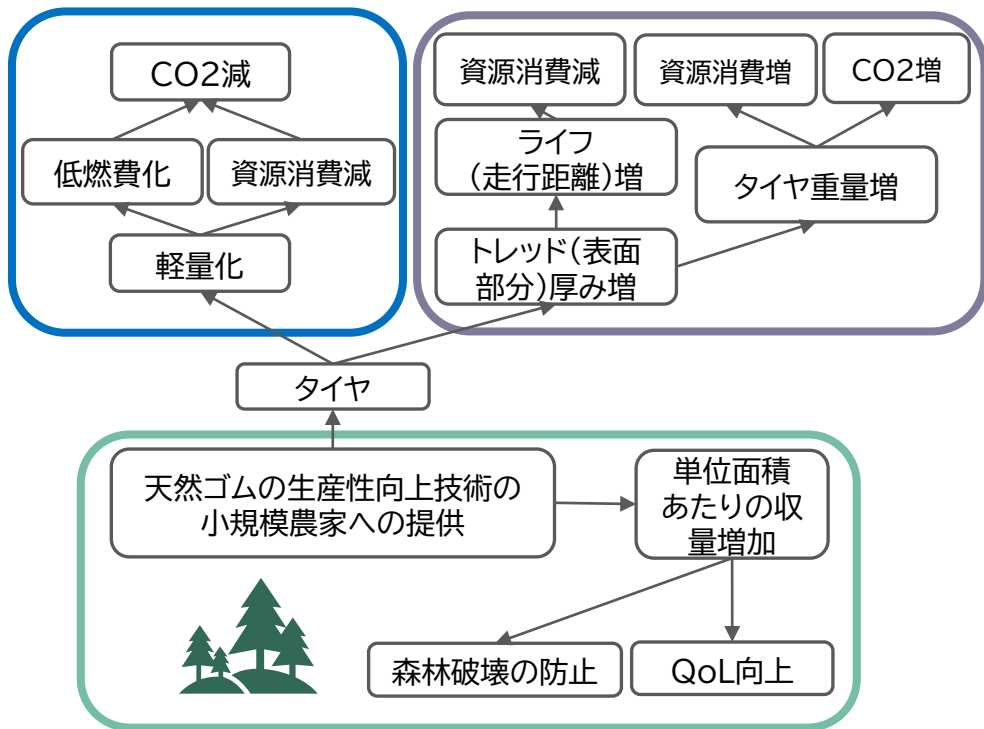 CO2減
低燃費化
資源消費減
軽量化
資源消費減
資源消費増
CO2増
ライフ
(走行距離)増
タイヤ重量増
トレッド(表面
部分)厚み増
タイヤ
天然ゴムの生産性向上技術の
小規模農家への提供
単位面積
あたりの収
量増加
森林破壊の防止
QoL向上